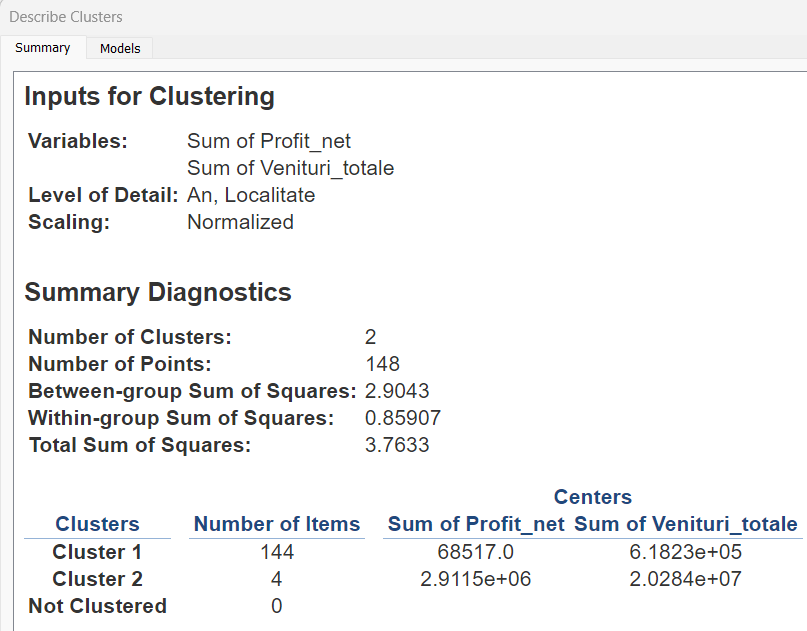 Describe Clusters
Summary Models
Inputs for Clustering
Variables: Sum of Profit_net
Sum of Venituri_totale
Level of Detail: An, Localitate
Scaling: Normalized
Summary Diagnostics
Number of Clusters: 2
Number of Points: 148
Between-group Sum of Squares: 2.9043
Within-group Sum of Squares: 0.85907
Total Sum of Squares: 3.7633
Centers
Clusters Number of Items Sum of Profit_net Sum of Venituri_totale
Cluster 1 144 68517.0 6.1823e+05
Cluster 2 4 2.9115e+06 2.0284e+07
Not Clustered 0